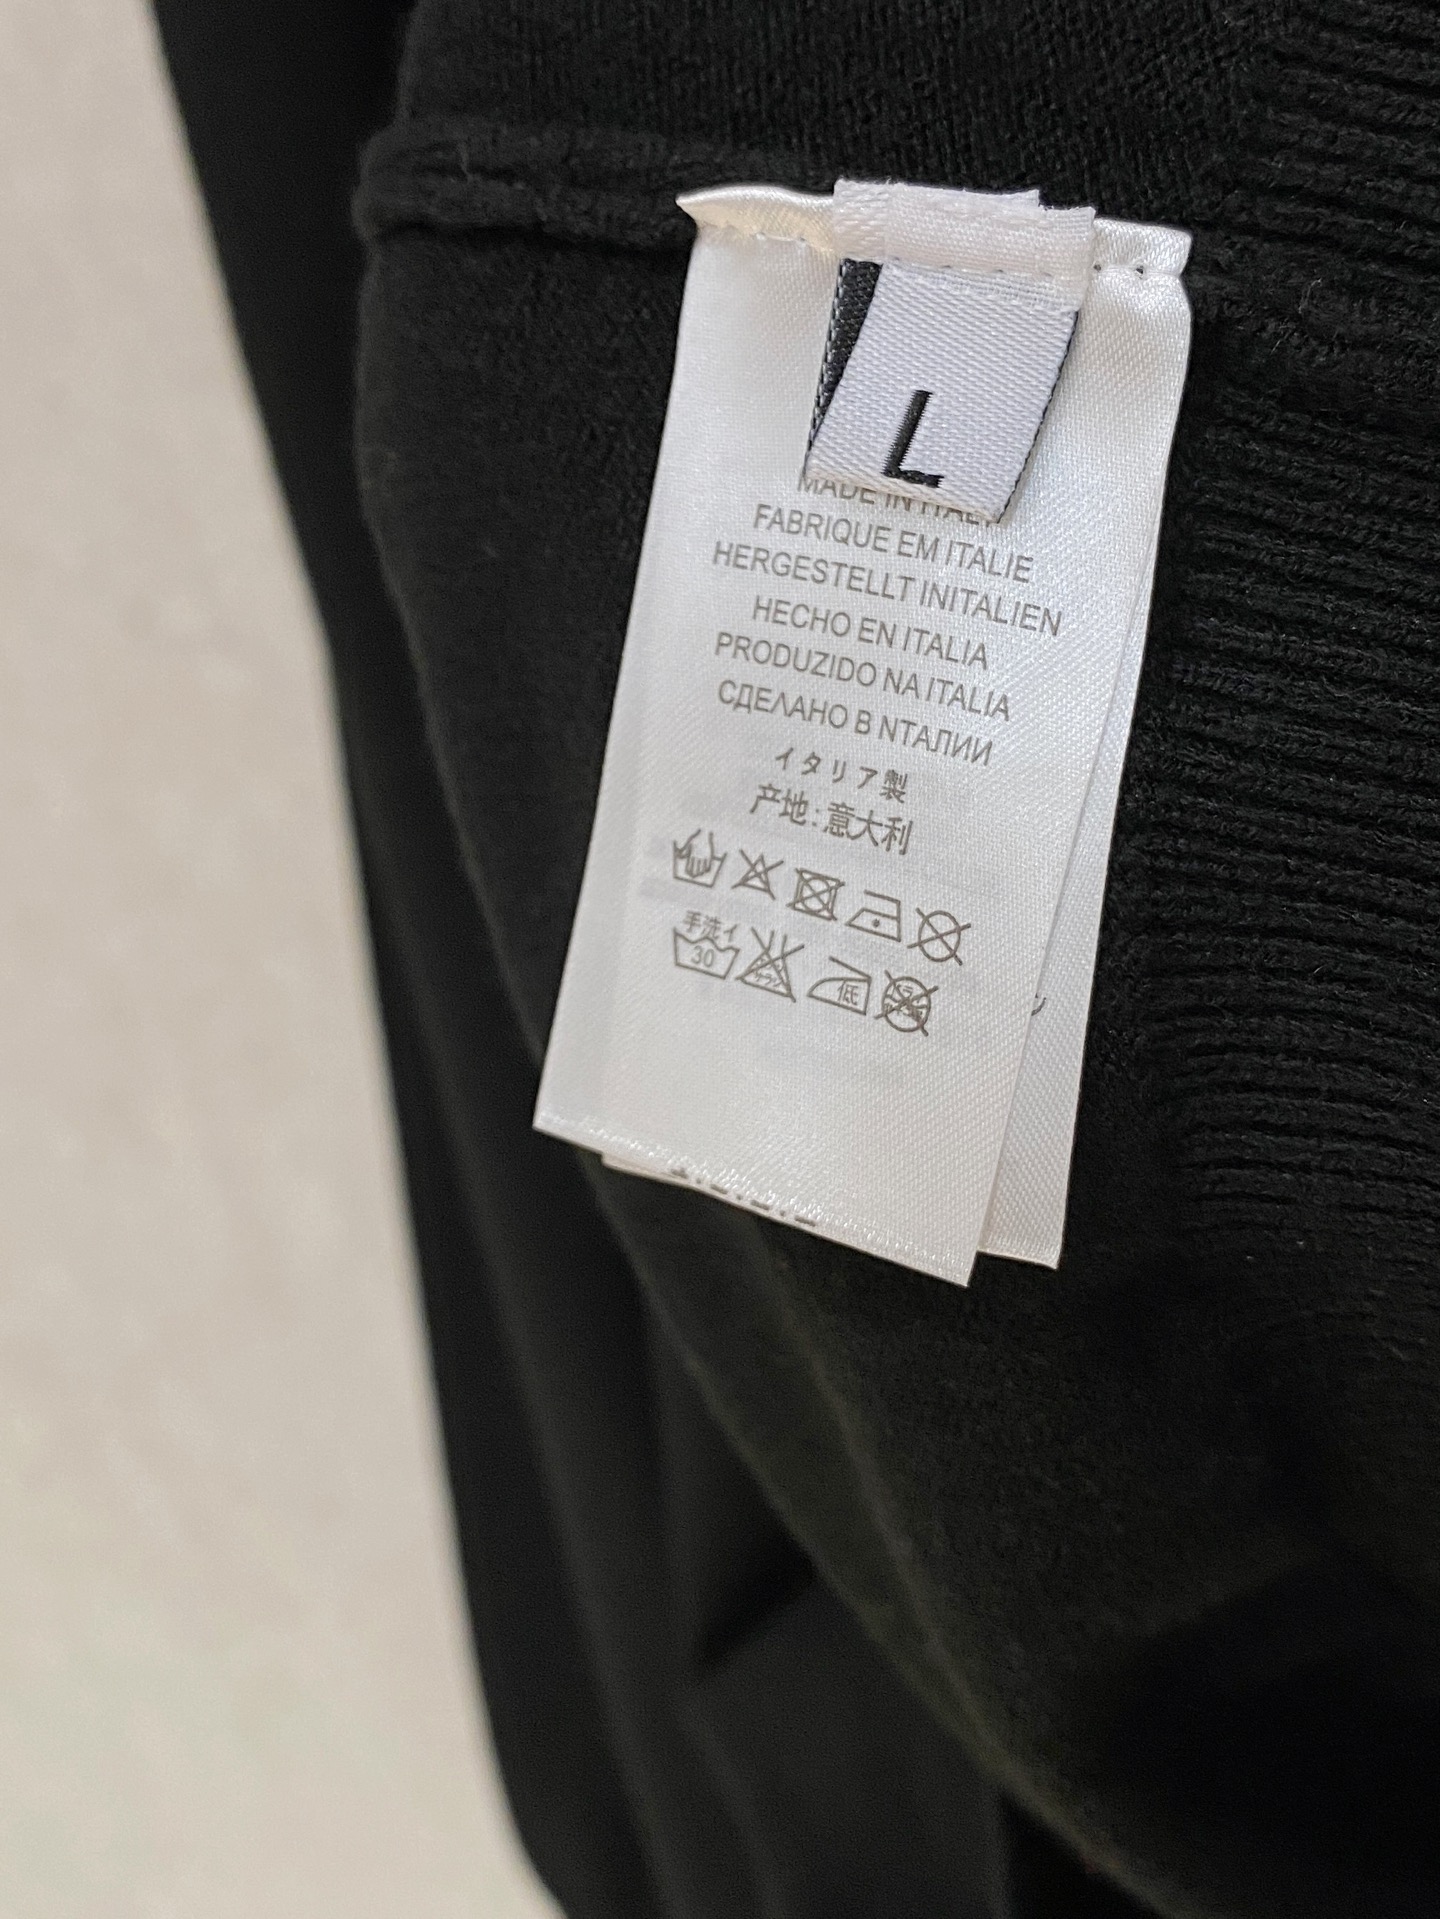 L
MADE IN ITALY
FABRIQUE EM ITALIE
HERGESTELLT INITALIEN
HECHO EN ITALIA
PRODUZIDO NA ITALIA
СДЕЛАНО В NТАЛИИ
イタリア製
产地:意大利
手洗イ
30
低